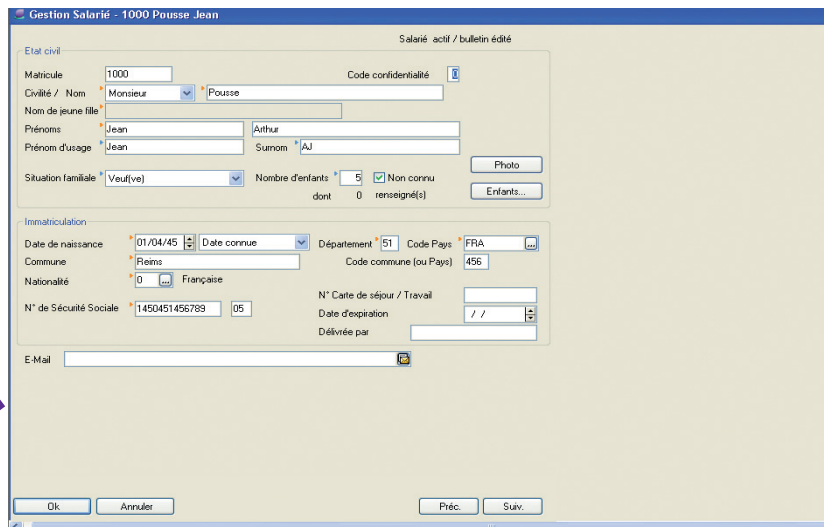 Gestion Salarié - 1000 Pousse Jean
Salarié actif / bulletin édité
Etat civil
Matricule 1000 Code confidentialité 0
Civilité / Nom Monsieur Pousse
Nom de jeune fille
Prénoms Jean Arthur
Prénom d'usage Jean Surnom AJ
Photo
Situation familiale Veuf(ve) Nombre d'enfants 5 Non connu
dont 0 renseigné(s) Enfants...
Immatriculation
Date de naissance 01/04/45 Date connue Département 51 Code Pays FRA ...
Commune Reims Code commune (ou Pays) 456
Nationalité 0 ... Française
N° Carte de séjour / Travail
N° de Sécurité Sociale 1450451456789 05
Date d'expiration / /
Délivrée par
E-Mail
Ok Annuler Préc. Suiv.